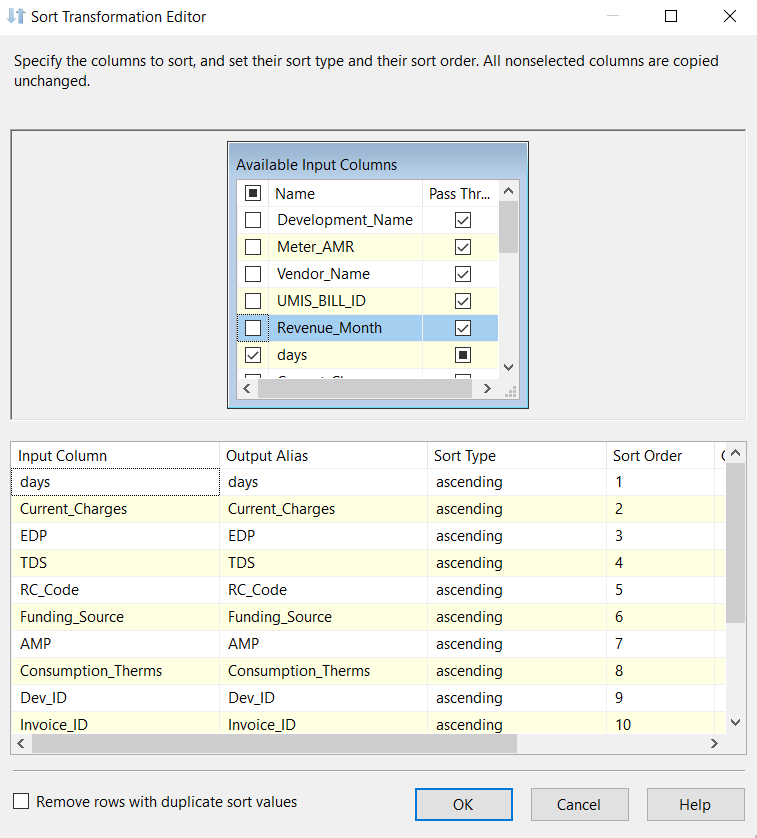 Sort Transformation Editor
Specify the columns to sort, and set their sort type and their sort order. All nonselected columns are copied
unchanged.
Available Input Columns
Name Pass Thr...
Development_Name
Meter_AMR
Vendor_Name
UMIS_BILL_ID
Revenue_Month
days
Input Column Output Alias Sort Type Sort Order
days days ascending 1
Current_Charges Current_Charges ascending 2
EDP EDP ascending 3
TDS TDS ascending 4
RC_Code RC_Code ascending 5
Funding_Source Funding_Source ascending 6
AMP AMP ascending 7
Consumption_Therms Consumption_Therms ascending 8
Dev_ID Dev_ID ascending 9
Invoice_ID Invoice_ID ascending 10
Remove rows with duplicate sort values
OK Cancel Help